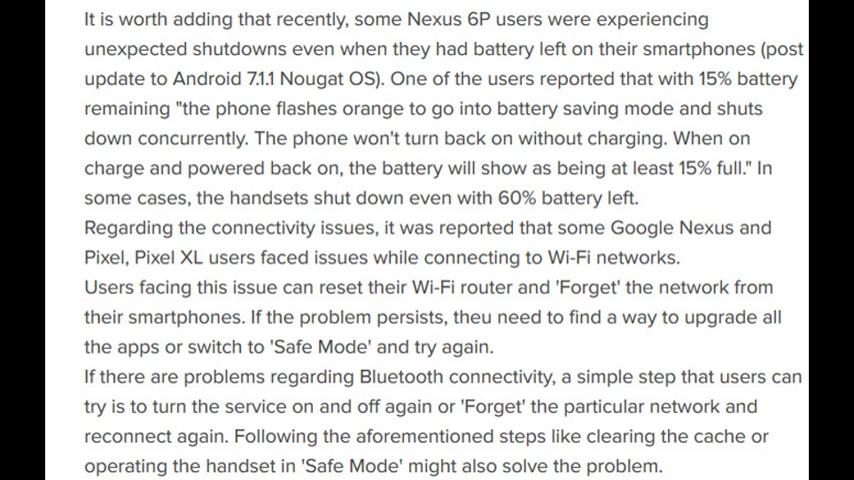 It is worth adding that recently, some Nexus 6P users were experiencing
unexpected shutdowns even when they had battery left on their smartphones (post
update to Android 7.1.1 Nougat OS). One of the users reported that with 15% battery
remaining "the phone flashes orange to go into battery saving mode and shuts
down concurrently. The phone won't turn back on without charging. When on
charge and powered back on, the battery will show as being at least 15% full." In
some cases, the handsets shut down even with 60% battery left.
Regarding the connectivity issues, it was reported that some Google Nexus and
Pixel, Pixel XL users faced issues while connecting to Wi-Fi networks.
Users facing this issue can reset their Wi-Fi router and 'Forget' the network from
their smartphones. If the problem persists, theu need to find a way to upgrade all
the apps or switch to 'Safe Mode' and try again.
If there are problems regarding Bluetooth connectivity, a simple step that users can
try is to turn the service on and off again or 'Forget' the particular network and
reconnect again. Following the aforementioned steps like clearing the cache or
operating the handset in 'Safe Mode' might also solve the problem.